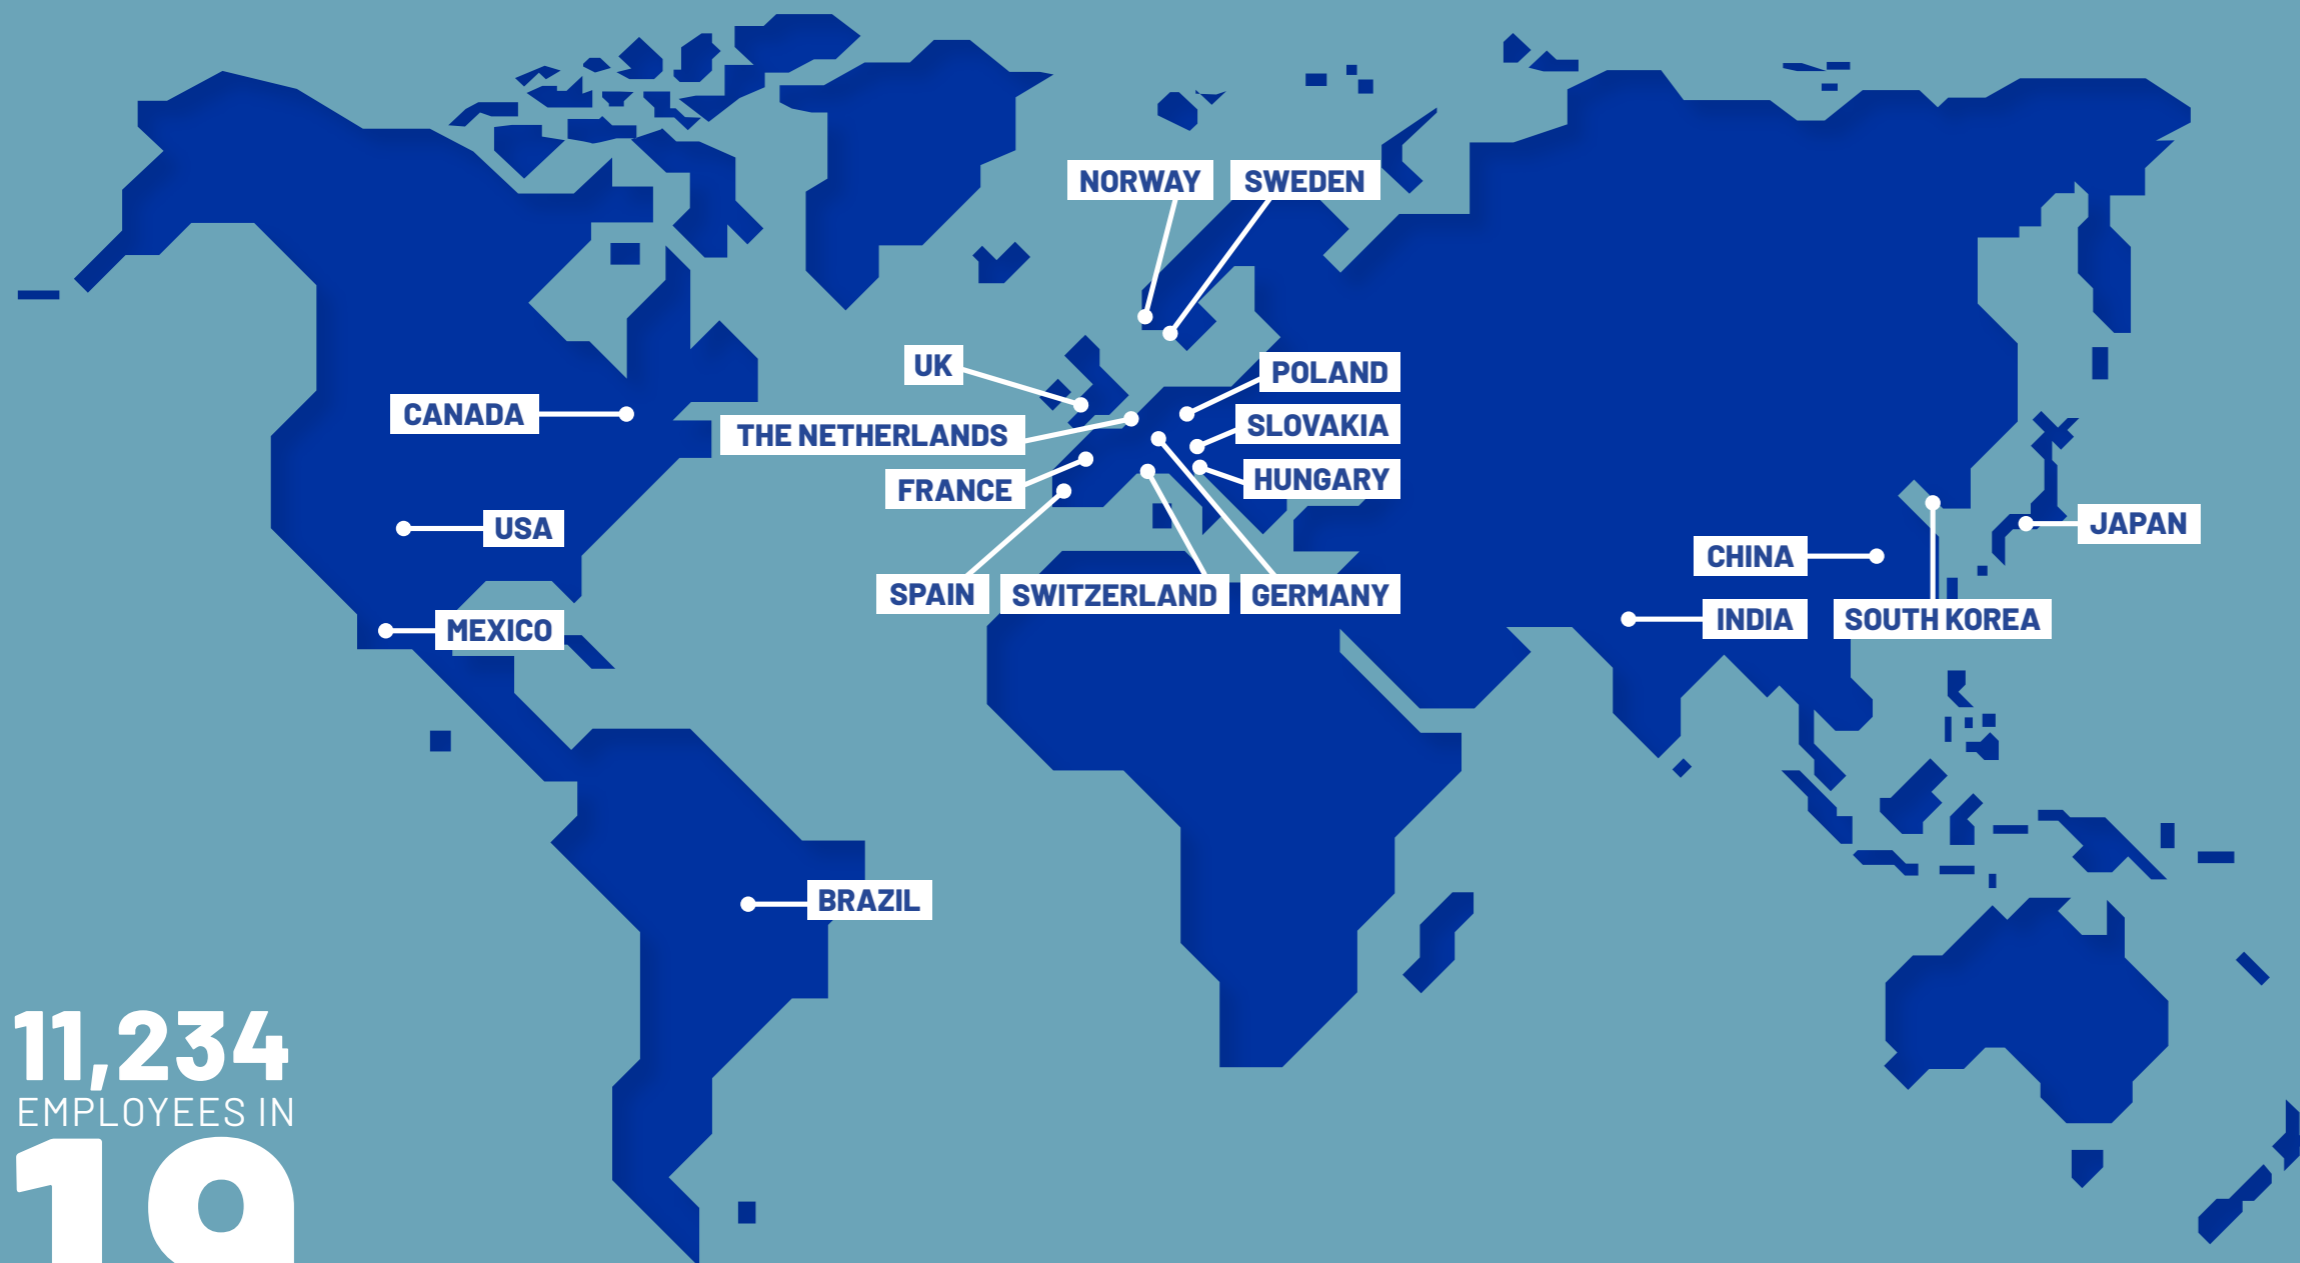 NORWAY
SWEDEN
UK
POLAND
CANADA
THE NETHERLANDS
SLOVAKIA
FRANCE
HUNGARY
USA
JAPAN
CHINA
SPAIN
SWITZERLAND
GERMANY
INDIA
SOUTH KOREA
MEXICO
BRAZIL
11,234
EMPLOYEES IN
19